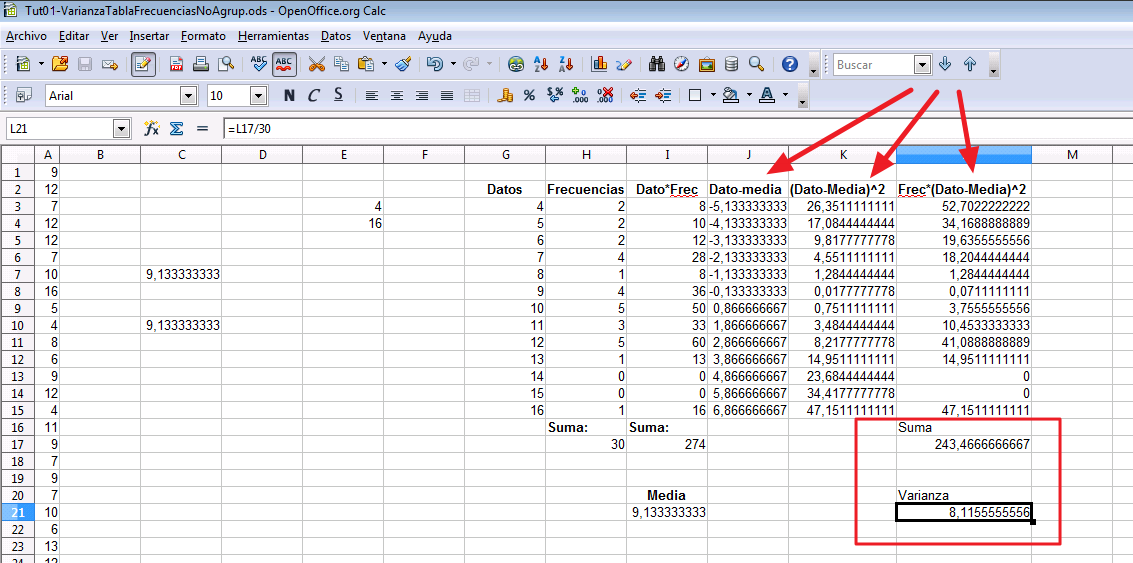 Tut01-VarianzaTablaFrecuenciasNoAgrup.ods - OpenOffice.org Calc
Archivo Editar Ver Insertar Formato Herramientas Datos Ventana Ayuda
ABC ABC Buscar
Arial 10 N C S % .000 .000 A
L21 =L17/30
A B C D E F G H I J K M
1 9
2 12 Datos Frecuencias Dato*Frec Dato-media (Dato-Media)^2 Frec*(Dato-Media)^2
3 7 4 4 2 8 -5,133333333 26,3511111111 52,7022222222
4 12 16 5 2 10 -4,133333333 17,0844444444 34,1688888889
5 12 6 2 12 -3,133333333 9,8177777778 19,6355555556
6 7 7 4 28 -2,133333333 4,5511111111 18,2044444444
7 10 9,133333333 8 1 8 -1,133333333 1,2844444444 1,2844444444
8 16 9 4 36 -0,133333333 0,0177777778 0,0711111111
9 5 10 5 50 0,866666667 0,7511111111 3,7555555556
10 4 9,133333333 11 3 33 1,866666667 3,4844444444 10,4533333333
11 8 12 5 60 2,866666667 8,2177777778 41,0888888889
12 6 13 1 13 3,866666667 14,9511111111 14,9511111111
13 9 14 0 0 4,866666667 23,6844444444 0
14 12 15 0 0 5,866666667 34,4177777778 0
15 4 16 1 16 6,866666667 47,1511111111 47,1511111111
16 11 Suma: Suma: Suma
17 9 30 274 243,4666666667
18 7
19 9
20 7 Media Varianza
21 10 9,133333333 8,1155555556
22 6
23 13
24 12